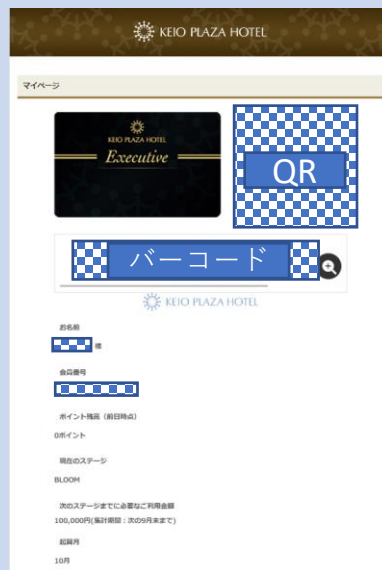 KEIO PLAZA HOTEL
マイページ
KEIO PLAZA HOTEL
Executive
QR
バーコード
KEIO PLAZA HOTEL
お名前
様
会員番号
ポイント残高（前日時点）
0ポイント
現在のステージ
BLOOM
次のステージまでに必要なご利用金額
100,000円(集計期間：次の9月末まで)
起算月
10月